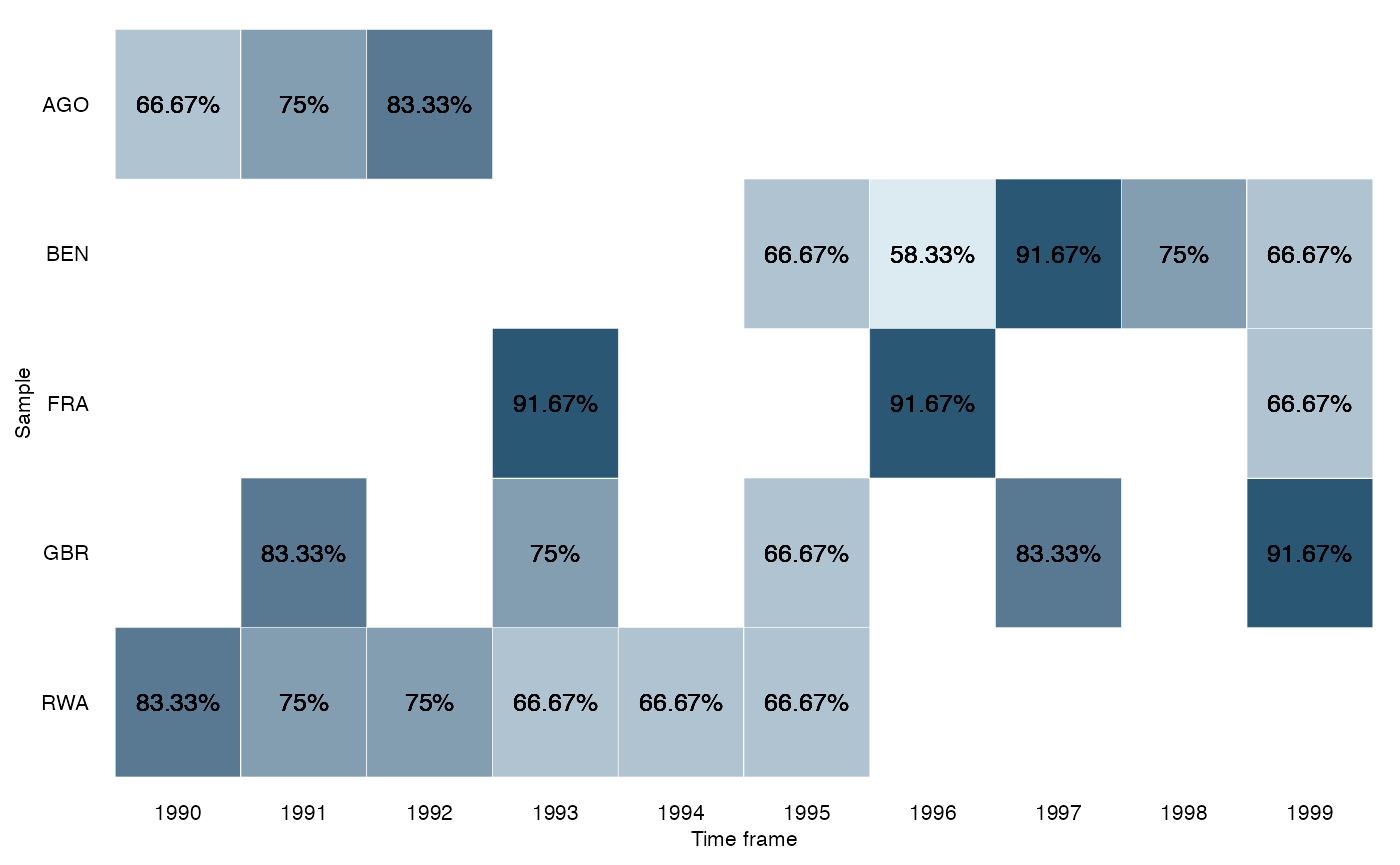 AGO 66.67% 75% 83.33%
BEN 66.67% 58.33% 91.67% 75% 66.67%
Sample
FRA 91.67% 91.67% 66.67%
GBR 83.33% 75% 66.67% 83.33% 91.67%
RWA 83.33% 75% 75% 66.67% 66.67% 66.67%
1990 1991 1992 1993 1994 1995 1996 1997 1998 1999
Time frame